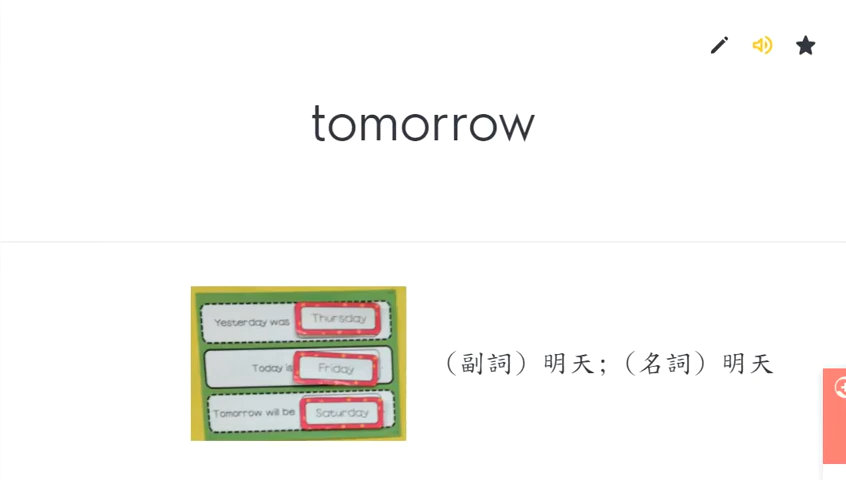 tomorrow
Yesterday was Thursday
Today is Friday
Tomorrow will be Saturday
（副詞）明天；（名詞）明天